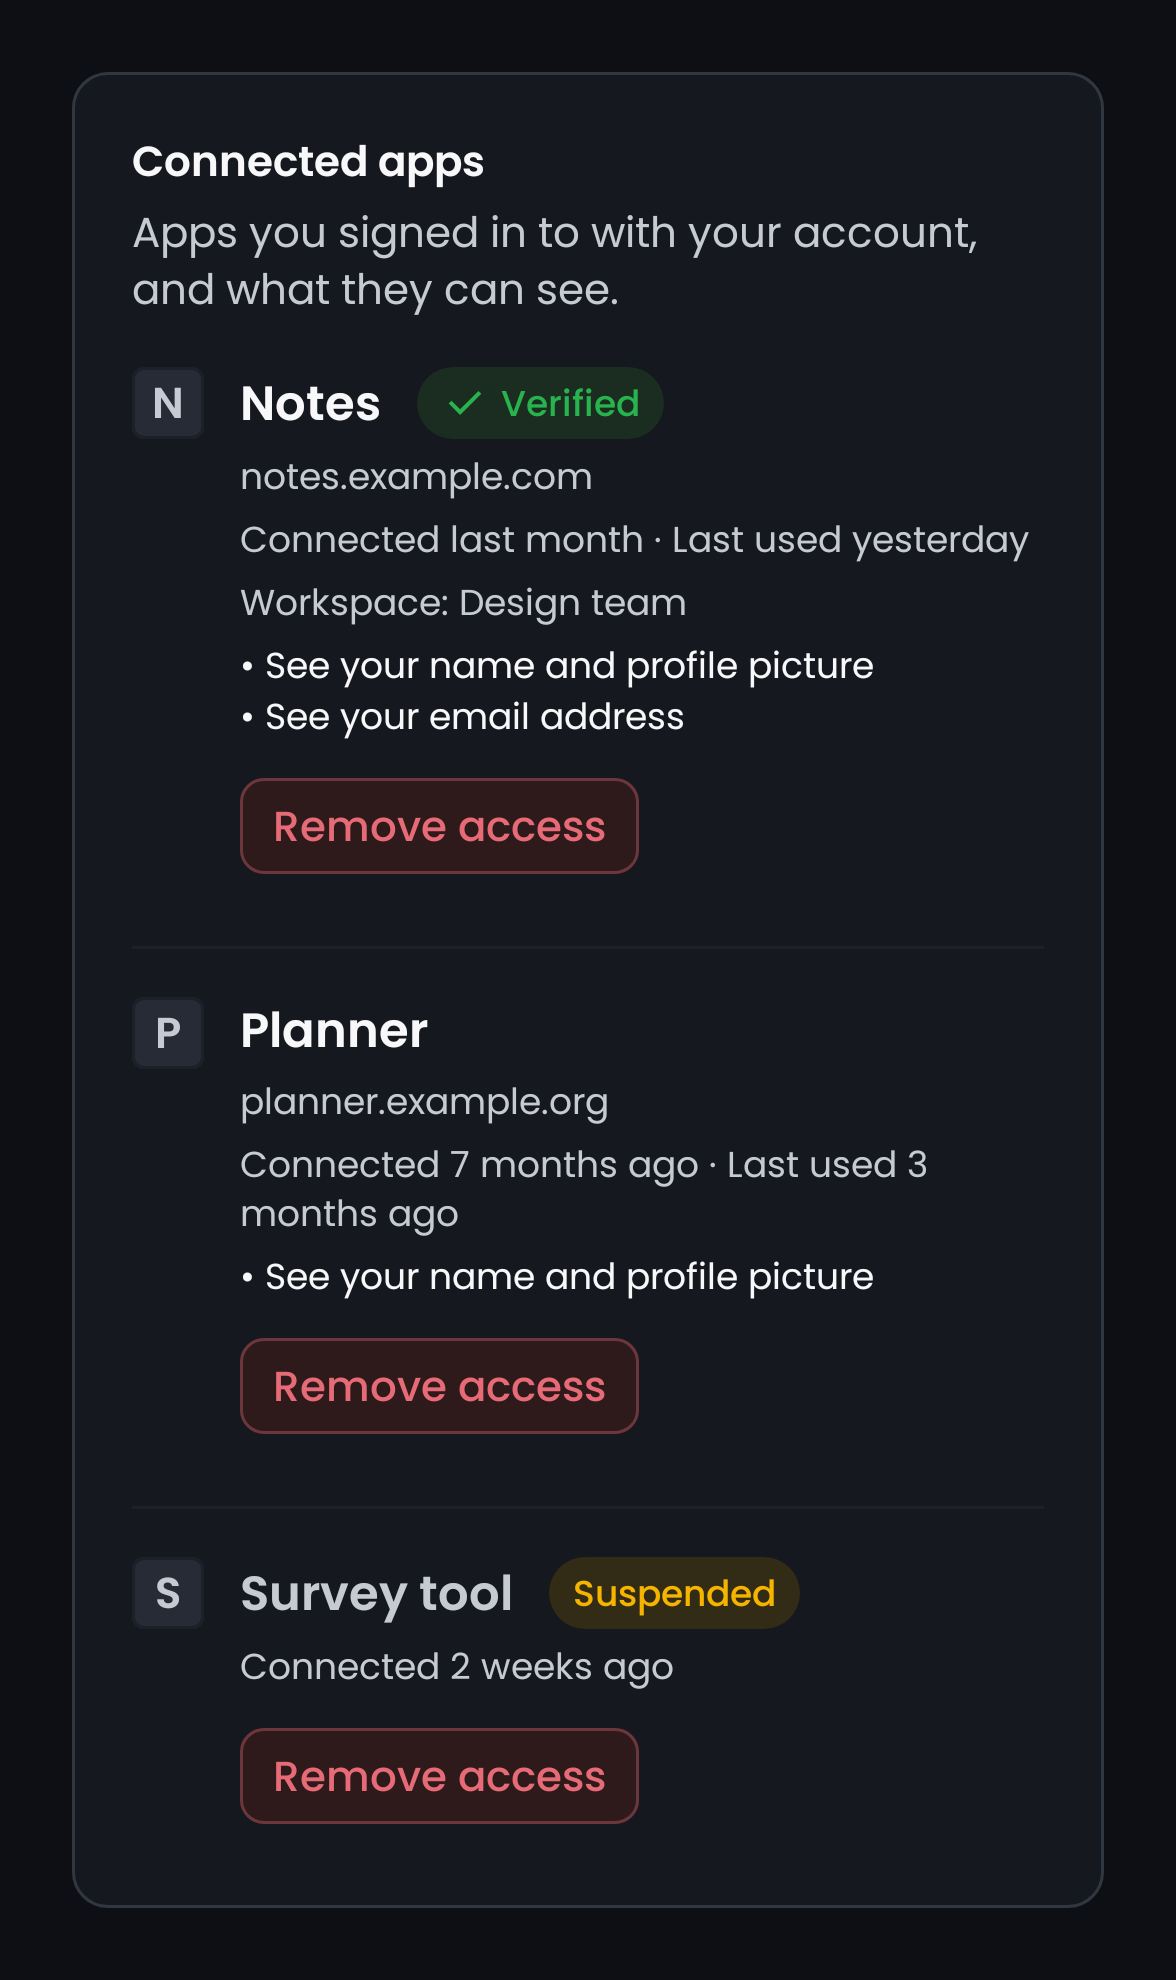 Connected apps
Apps you signed in to with your account,
and what they can see.
N
Notes
Verified
notes.example.com
Connected last month · Last used yesterday
Workspace: Design team
• See your name and profile picture
• See your email address
Remove access
P
Planner
planner.example.org
Connected 7 months ago · Last used 3
months ago
• See your name and profile picture
Remove access
S
Survey tool
Suspended
Connected 2 weeks ago
Remove access